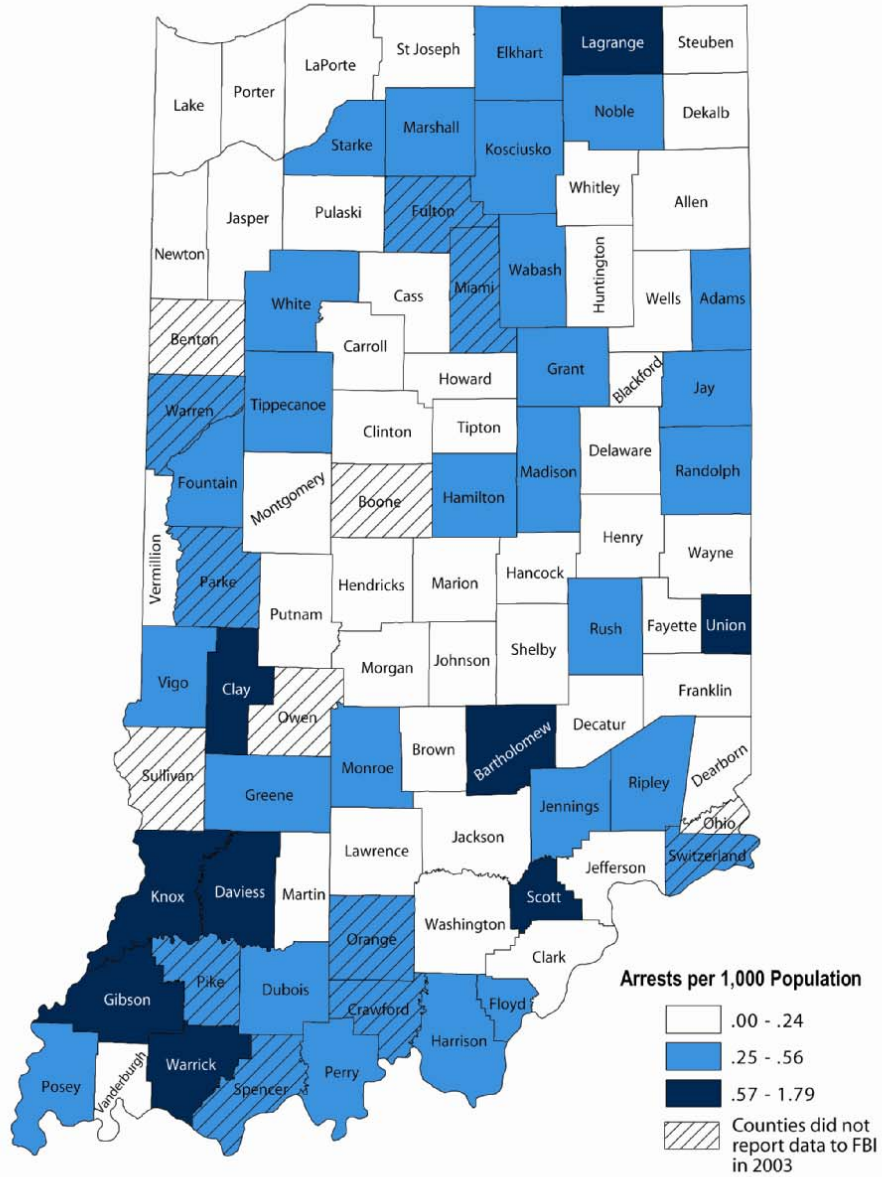 St Joseph
Elkhart
Lagrange
Steuben
LaPorte
Porter
Lake
Noble
Dekalb
Marshall
Starke
Kosciusko
Whitley
Allen
Fulton
Pulaski
Jasper
Newton
Wabash
Huntington
Miami
Cass
White
Wells
Adams
Benton
Carroll
Howard
Grant
Blackford
Jay
Warren
Tippecanoe
Clinton
Tipton
Madison
Delaware
Randolph
Fountain
Montgomery
Boone
Hamilton
Henry
Wayne
Vermillion
Parke
Hendricks
Marion
Hancock
Putnam
Rush
Fayette
Union
Shelby
Johnson
Morgan
Vigo
Clay
Franklin
Owen
Decatur
Brown
Bartholomew
Dearborn
Sullivan
Monroe
Greene
Jennings
Ripley
Ohio
Jackson
Lawrence
Switzerland
Jefferson
Knox
Daviess
Martin
Scott
Washington
Orange
Clark
Pike
Dubois
Gibson
Crawford
Floyd
Harrison
Warrick
Perry
Spencer
Posey
Vanderburgh
Arrests per 1,000 Population
.00 - .24
.25 - .56
.57 - 1.79
Counties did not
report data to FBI
in 2003